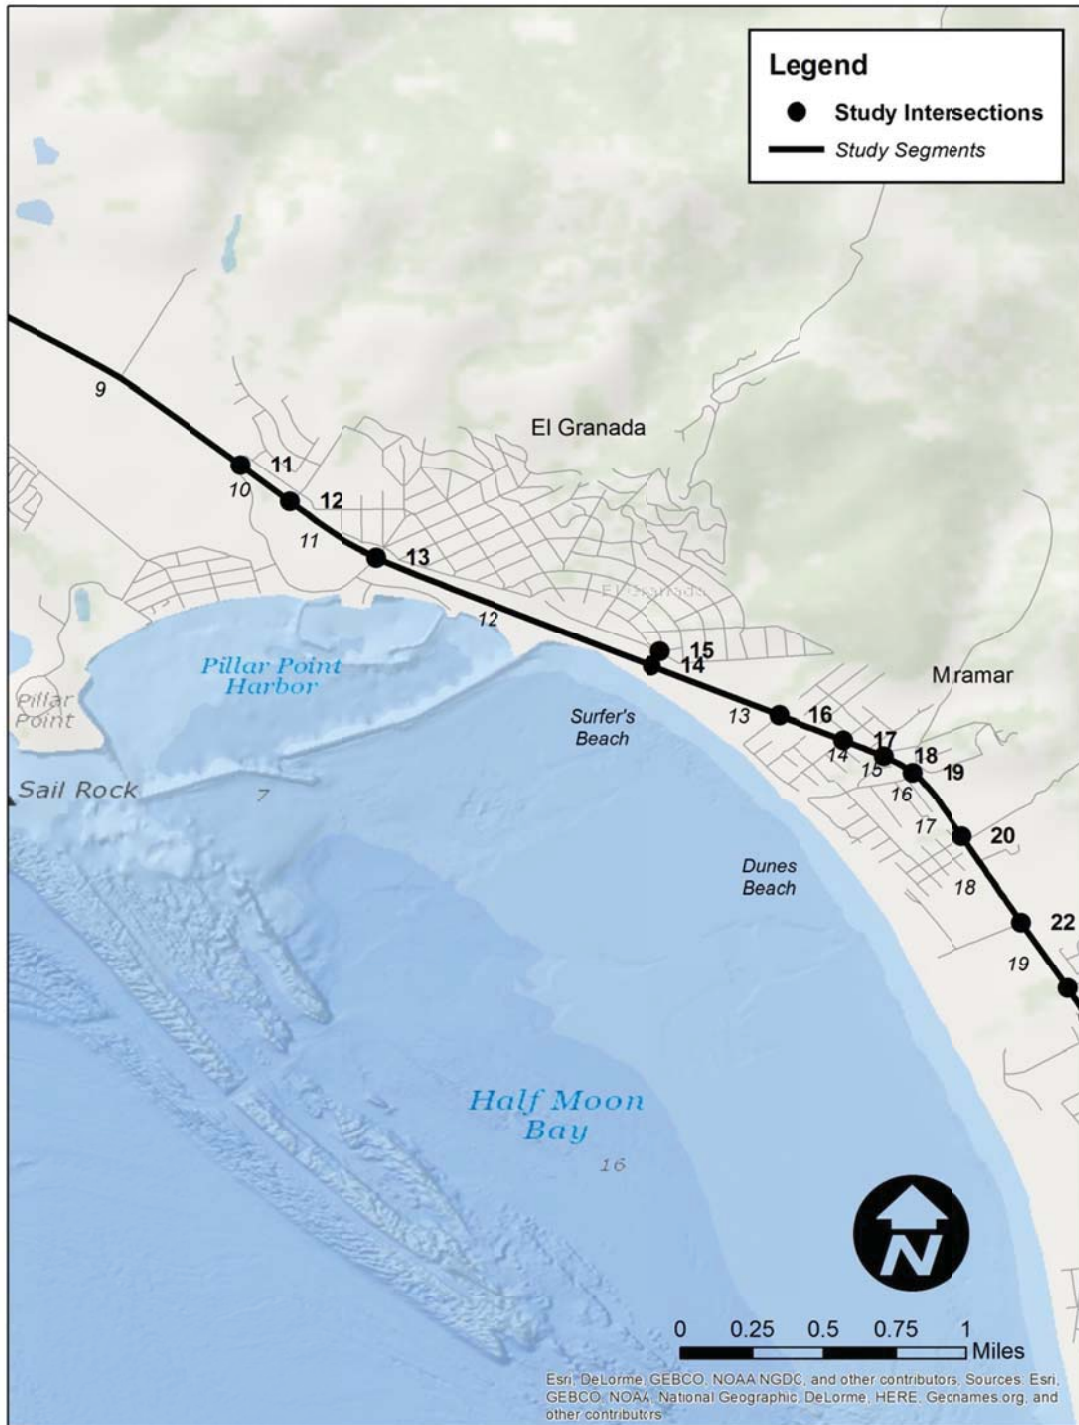 Legend
Study Intersections
Study Segments
9
El Granada
11
10
12
11
13
El Granada
12
15
14
Pillar Point
Harbor
Mramar
Pillar
Point
Surfer's
Beach
13
16
17
14
18
15
19
16
Sail Rock
7
17
20
Dunes
Beach
18
22
19
Half Moon
Bay
16
N
0 0.25 0.5 0.75 1
Miles
Esri, DeLorme, GEBCO, NOAA NGDC, and other contributors, Sources: Esri,
GEBCO, NOAA, National Geographic, DeLorme, HERE, Geonames.org, and
other contributors